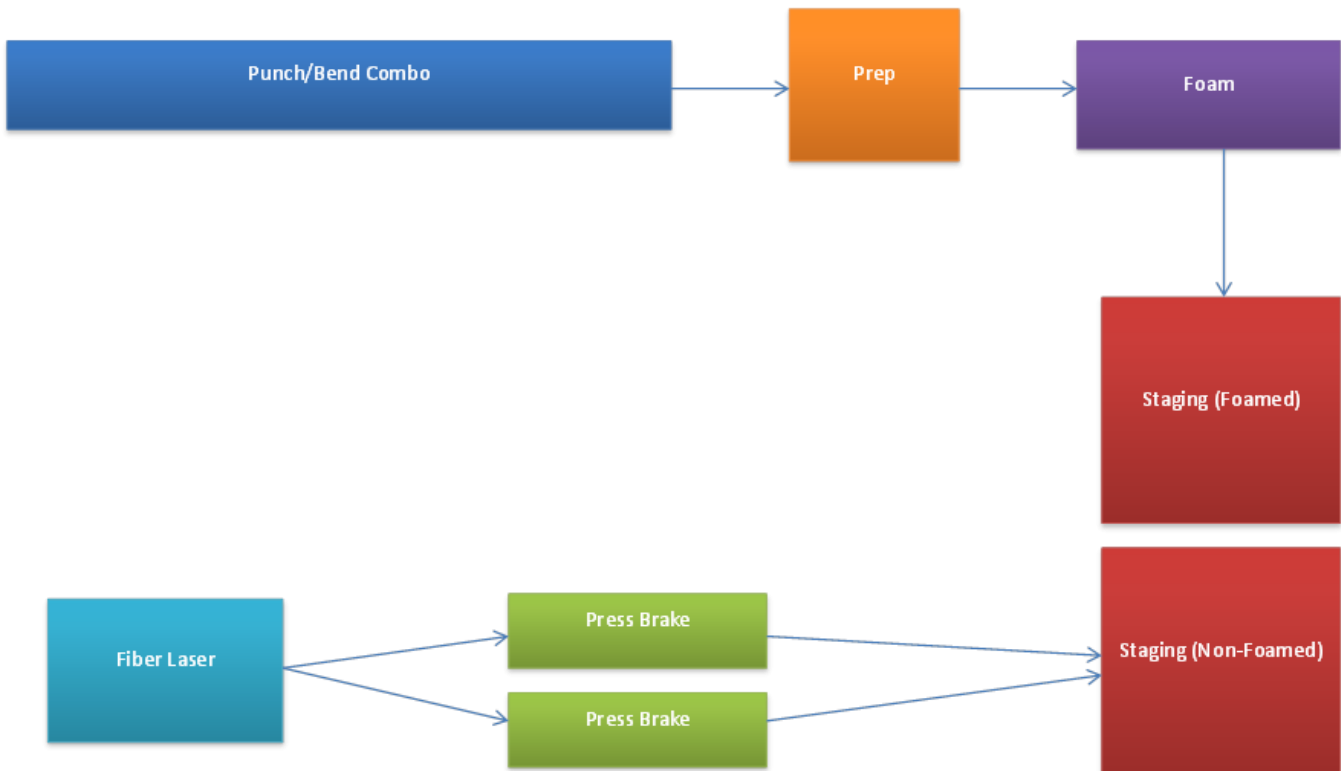 Punch/Bend Combo
Prep
Foam
Staging (Foamed)
Fiber Laser
Press Brake
Press Brake
Staging (Non-Foamed)